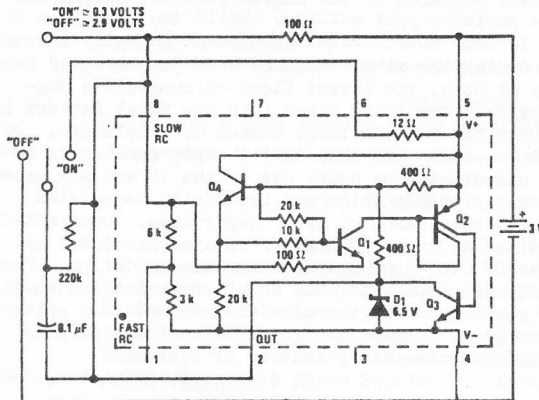 "ON" ≥ 0.3 VOLTS
"OFF" ≥ 2.9 VOLTS
100 Ω
8
7
6
5
SLOW
RC
12 Ω
V+
"OFF"
"ON"
Q4
400 Ω
20 k
Q2
6 k
10 k
Q1
400 Ω
3 V
100 Ω
220k
3 k
20 k
D1
6.5 V
Q3
0.1 µF
FAST
RC
OUT
V−
1
2
3
4